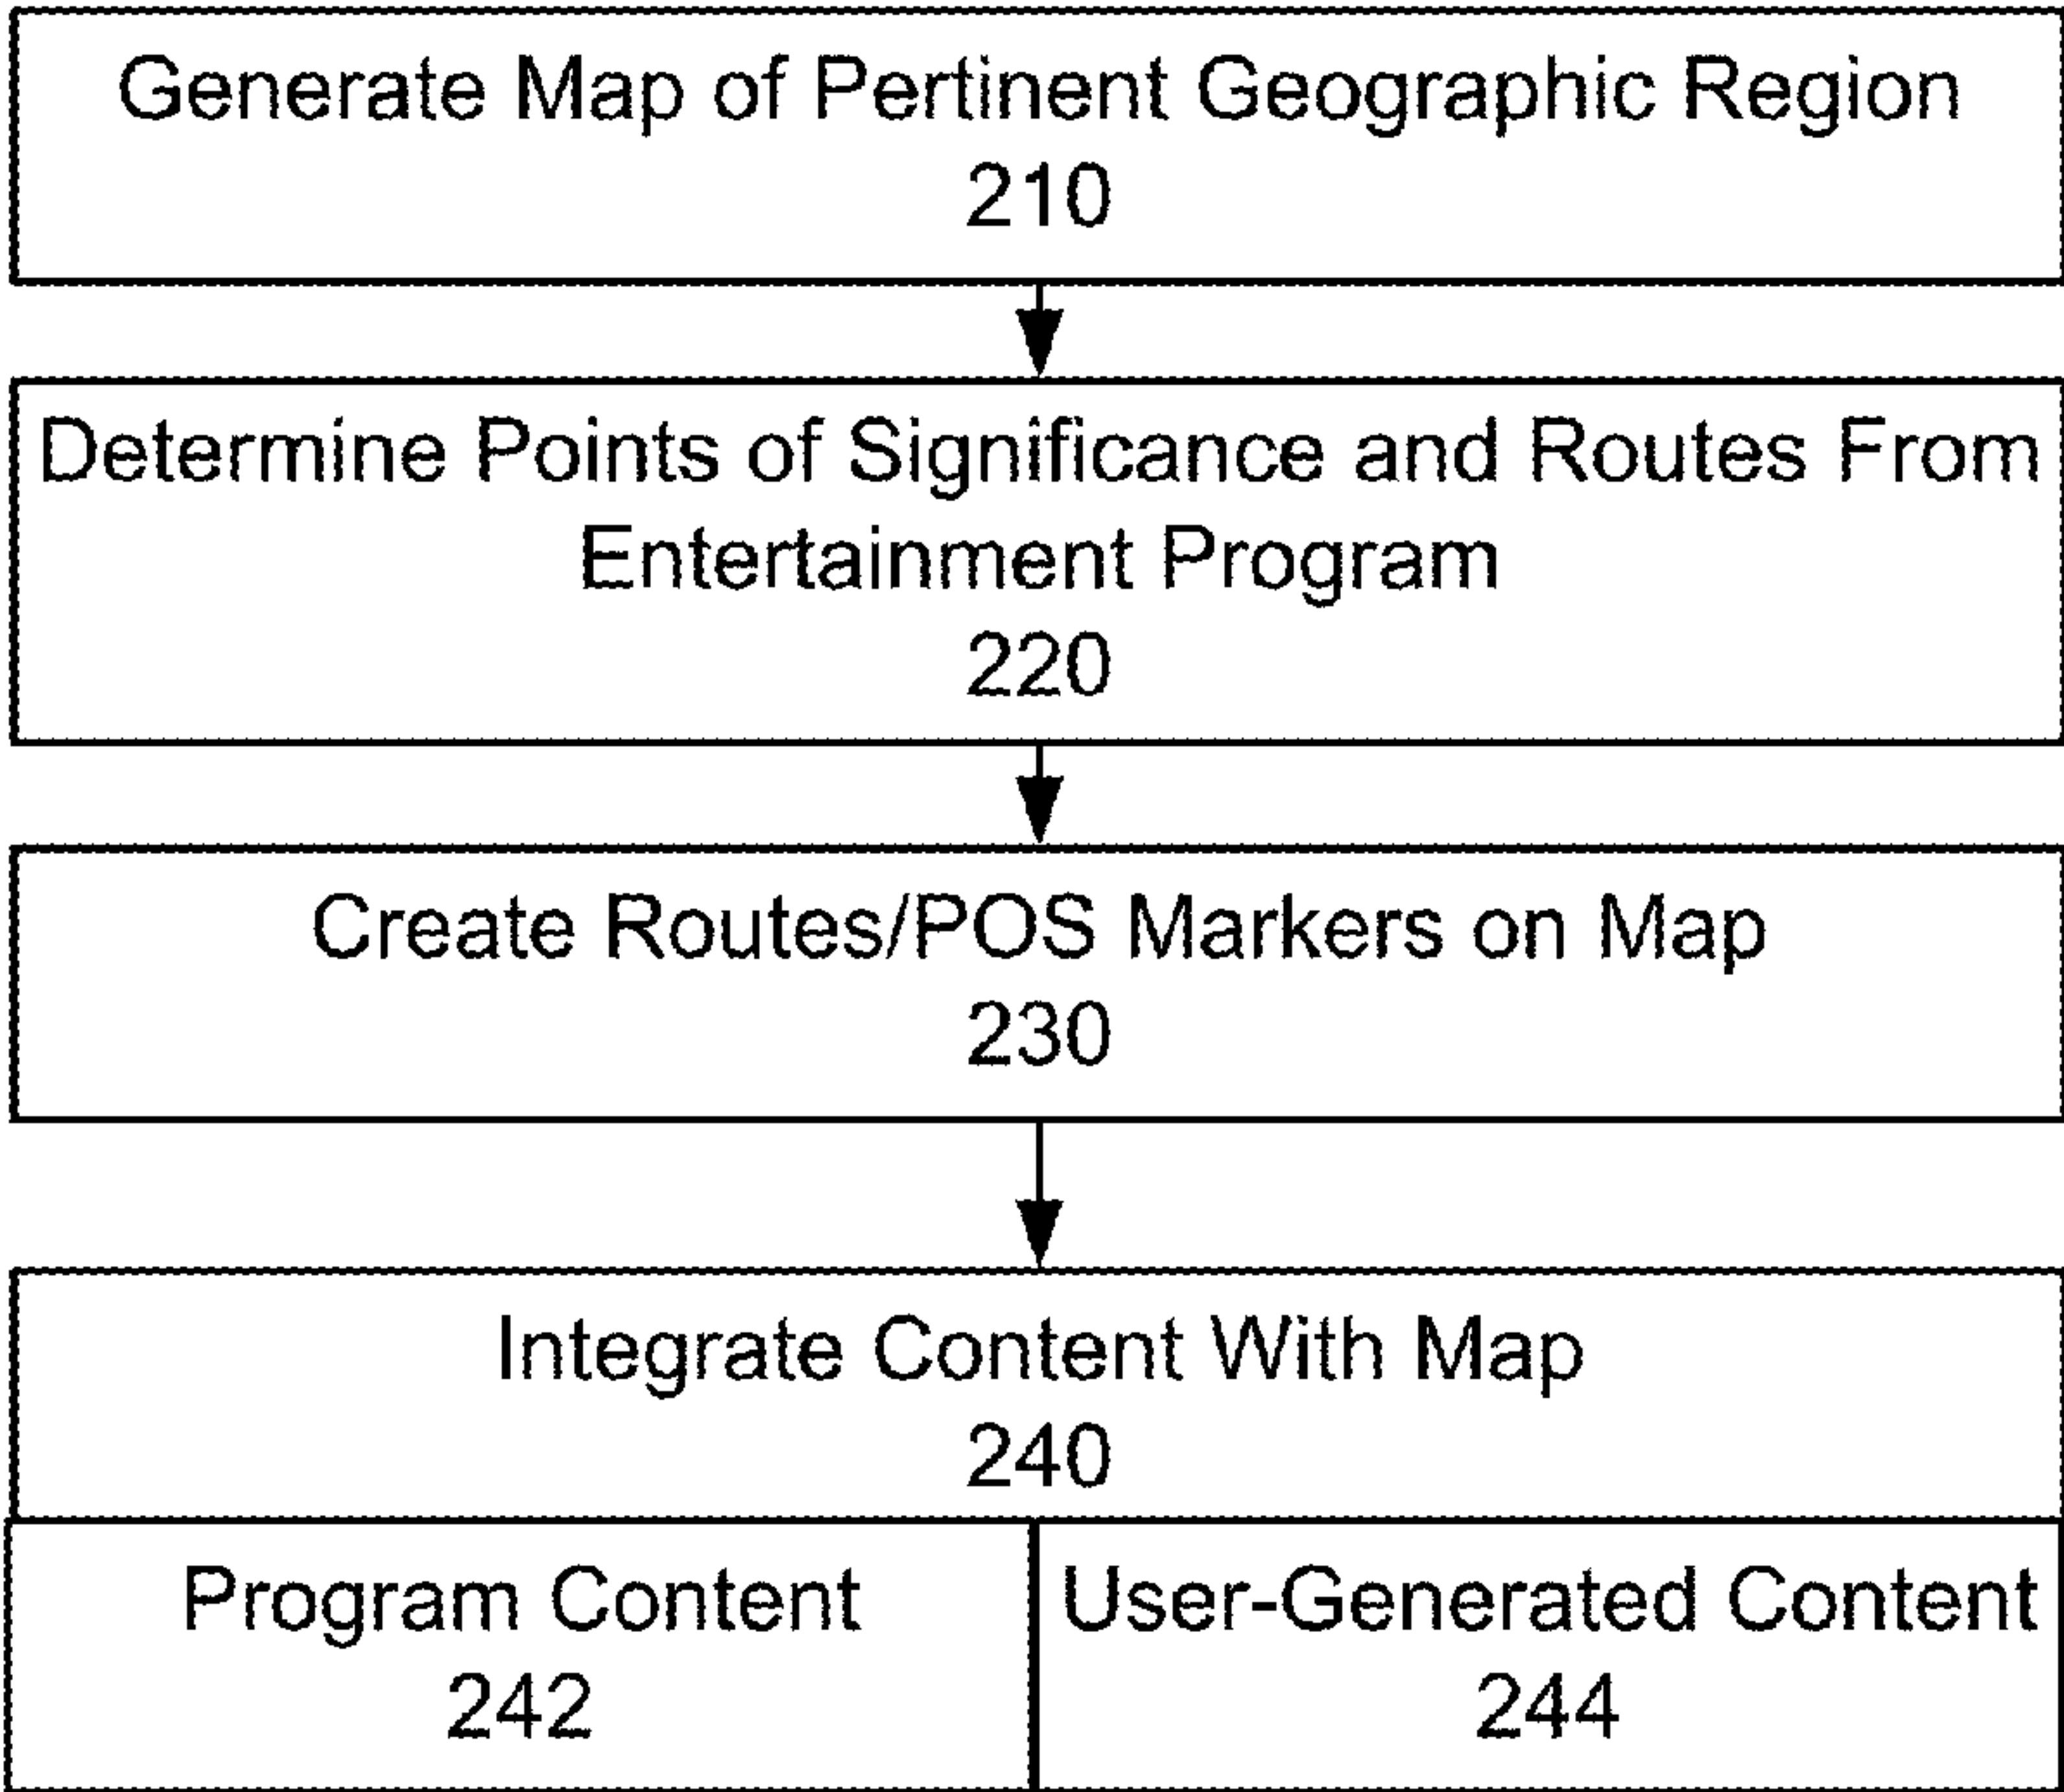 Generate Map of Pertinent Geographic Region
210
Determine Points of Significance and Routes From
Entertainment Program
220
Create Routes/POS Markers on Map
230
Integrate Content With Map
240
Program Content
242
User-Generated Content
244